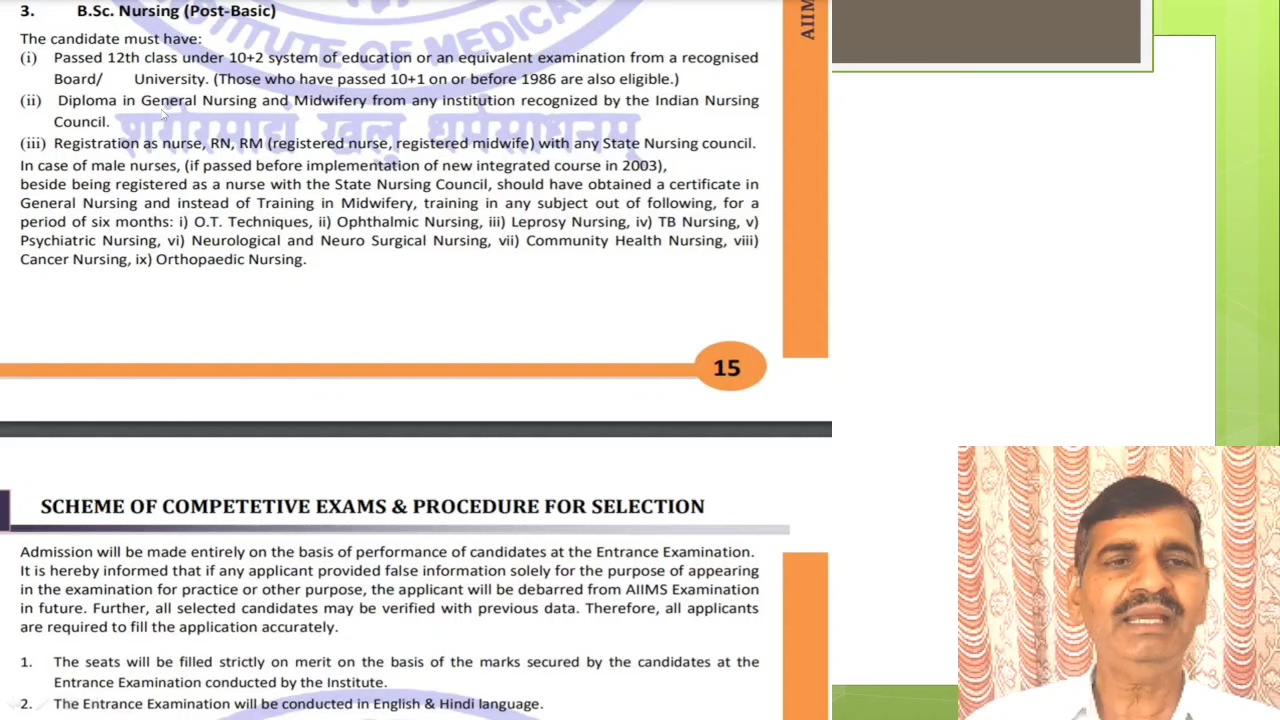 3. B.Sc. Nursing (Post-Basic)
The candidate must have:
(i) Passed 12th class under 10+2 system of education or an equivalent examination from a recognised
Board/ University. (Those who have passed 10+1 on or before 1986 are also eligible.)
(ii) Diploma in General Nursing and Midwifery from any institution recognized by the Indian Nursing
Council.
(iii) Registration as nurse, RN, RM (registered nurse, registered midwife) with any State Nursing council.
In case of male nurses, (if passed before implementation of new integrated course in 2003),
beside being registered as a nurse with the State Nursing Council, should have obtained a certificate in
General Nursing and instead of Training in Midwifery, training in any subject out of following, for a
period of six months: i) O.T. Techniques, ii) Ophthalmic Nursing, iii) Leprosy Nursing, iv) TB Nursing, v)
Psychiatric Nursing, vi) Neurological and Neuro Surgical Nursing, vii) Community Health Nursing, viii)
Cancer Nursing, ix) Orthopaedic Nursing.
OF MEDICAL
शरीरमाद्यं खलु धर्मसाधनम्
AIIM
15
SCHEME OF COMPETETIVE EXAMS & PROCEDURE FOR SELECTION
Admission will be made entirely on the basis of performance of candidates at the Entrance Examination.
It is hereby informed that if any applicant provided false information solely for the purpose of appearing
in the examination for practice or other purpose, the applicant will be debarred from AIIMS Examination
in future. Further, all selected candidates may be verified with previous data. Therefore, all applicants
are required to fill the application accurately.
1. The seats will be filled strictly on merit on the basis of the marks secured by the candidates at the
Entrance Examination conducted by the Institute.
2. The Entrance Examination will be conducted in English & Hindi language.